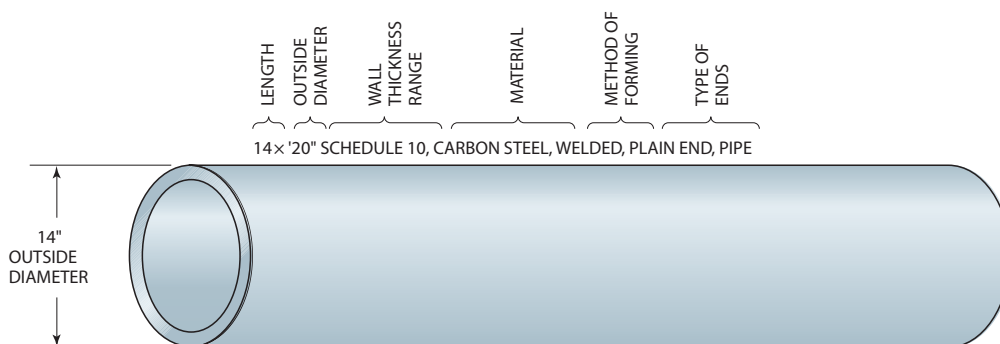 LENGTH
OUTSIDE
DIAMETER
WALL
THICKNESS
RANGE
MATERIAL
METHOD OF
FORMING
TYPE OF
ENDS
14× '20" SCHEDULE 10, CARBON STEEL, WELDED, PLAIN END, PIPE
14"
OUTSIDE
DIAMETER